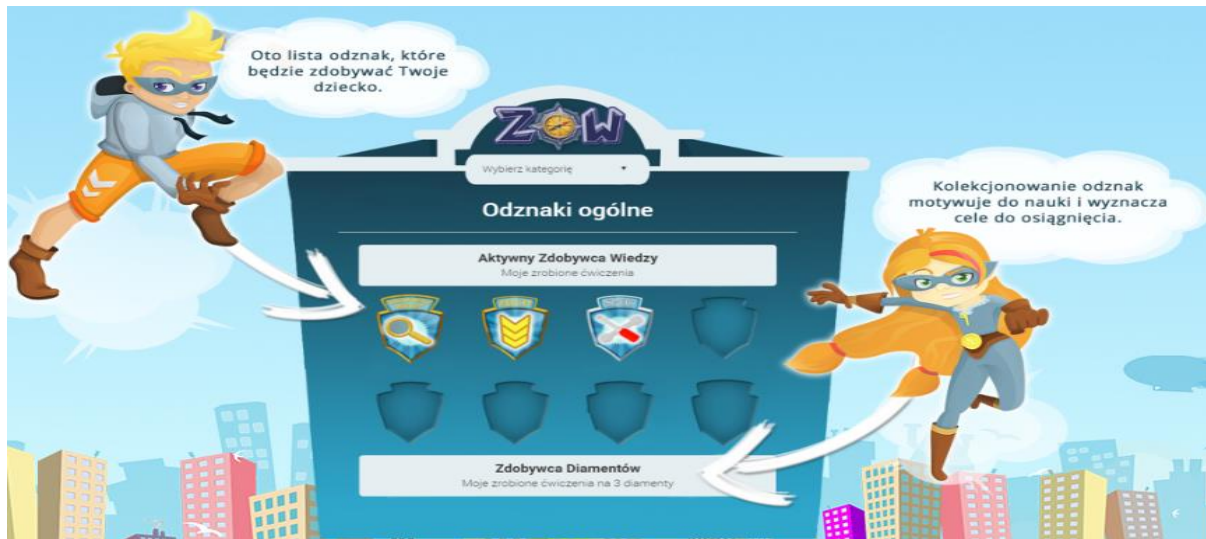 Oto lista odznak, które
będzie zdobywać Twoje
dziecko.
ZOW
Wybierz kategorię
Kolekcjonowanie odznak
motywuje do nauki i wyznacza
cele do osiągnięcia.
Odznaki ogólne
Aktywny Zdobywca Wiedzy
Moje zrobione ćwiczenia
Zdobywca Diamentów
Moje zrobione ćwiczenia na 3 diamenty